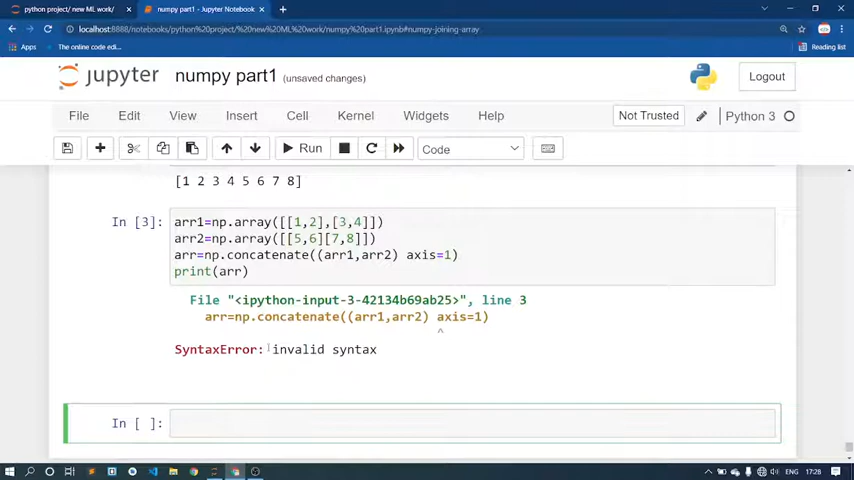 python project/ new ML work/
numpy part1 - Jupyter Notebook
localhost:8888/notebooks/python%20project/%20new%20ML%20work/numpy%20part1.ipynb#numpy-joining-array
Apps
The online code edi...
Reading list
jupyter
numpy part1 (unsaved changes)
Logout
File Edit View Insert Cell Kernel Widgets Help
Not Trusted
Python 3
Run
Code
[1 2 3 4 5 6 7 8]
In [3]:
arr1=np.array([[1,2],[3,4]])
arr2=np.array([[5,6][7,8]])
arr=np.concatenate((arr1,arr2) axis=1)
print(arr)
File "<ipython-input-3-42134b69ab25>", line 3
arr=np.concatenate((arr1,arr2) axis=1)
^
SyntaxError: invalid syntax
In [ ]:
ENG 17:28